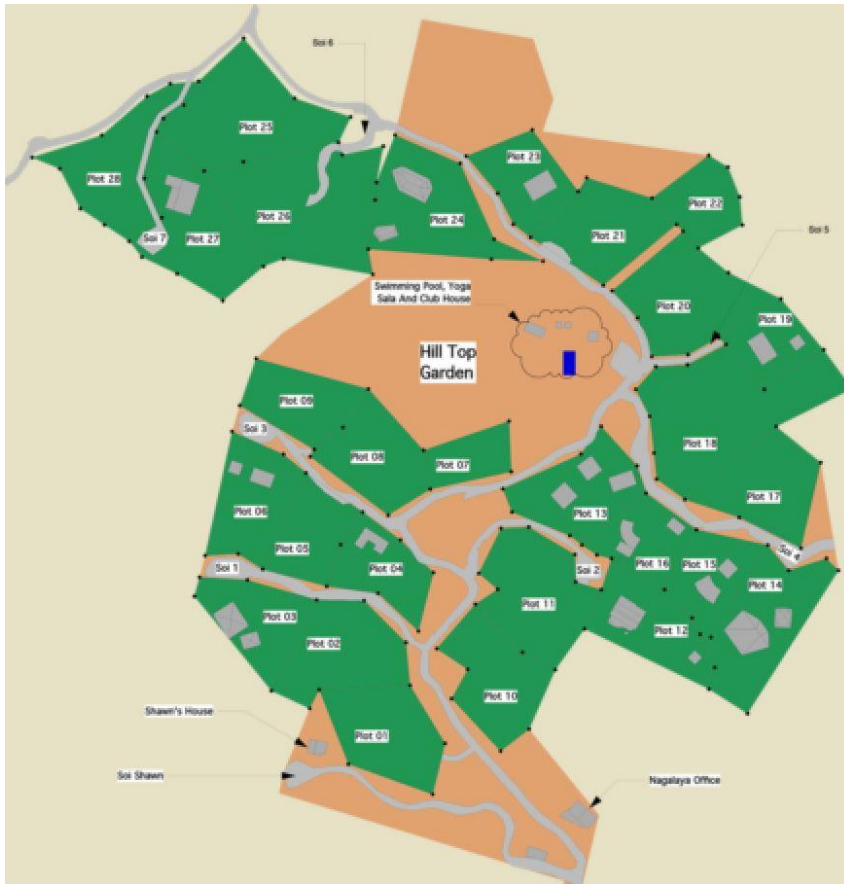 Soi 6
Plot 25
Plot 23
Plot 28
Plot 22
Plot 26
Plot 24
Plot 27
Soi 7
Plot 21
Soi 5
Swimming Pool, Yoga
Sala And Club House
Plot 20
Plot 19
Hill Top
Garden
Plot 09
Soi 3
Plot 08
Plot 07
Plot 18
Plot 17
Plot 06
Plot 13
Plot 05
Soi 4
Soi 1
Plot 04
Soi 2
Plot 16
Plot 15
Plot 14
Plot 03
Plot 11
Plot 02
Plot 12
Plot 10
Shawn's House
Plot 01
Soi Shawn
Nagalaya Office